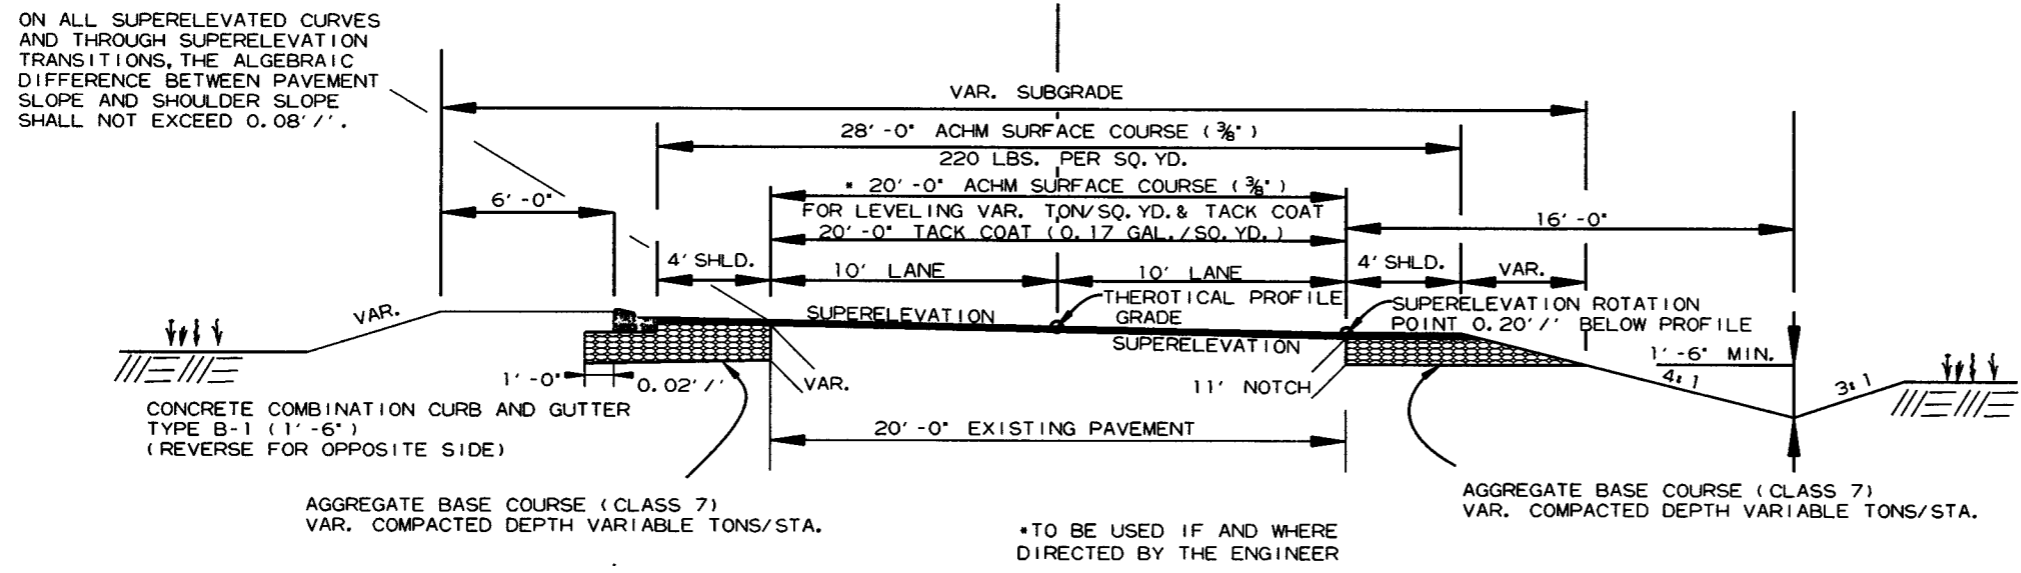 ON ALL SUPERELEVATED CURVES
AND THROUGH SUPERELEVATION
TRANSITIONS, THE ALGEBRAIC
DIFFERENCE BETWEEN PAVEMENT
SLOPE AND SHOULDER SLOPE
SHALL NOT EXCEED 0.08'/'.
VAR. SUBGRADE
28'-0" ACHM SURFACE COURSE (3/8")
220 LBS. PER SQ. YD.
* 20'-0" ACHM SURFACE COURSE (3/8")
FOR LEVELING VAR. TON/SQ. YD. & TACK COAT
20'-0" TACK COAT (0.17 GAL./SQ. YD.)
6'-0"
16'-0"
4' SHLD.
10' LANE
10' LANE
4' SHLD.
VAR.
VAR.
SUPERELEVATION
THEROTICAL PROFILE
GRADE
SUPERELEVATION
SUPERELEVATION ROTATION
POINT 0.20'/' BELOW PROFILE
1'-6" MIN.
1'-0"
0.02'/'
VAR.
11' NOTCH
4:1
3:1
CONCRETE COMBINATION CURB AND GUTTER
TYPE B-1 (1'-6")
(REVERSE FOR OPPOSITE SIDE)
20'-0" EXISTING PAVEMENT
AGGREGATE BASE COURSE (CLASS 7)
VAR. COMPACTED DEPTH VARIABLE TONS/STA.
AGGREGATE BASE COURSE (CLASS 7)
VAR. COMPACTED DEPTH VARIABLE TONS/STA.
*TO BE USED IF AND WHERE
DIRECTED BY THE ENGINEER